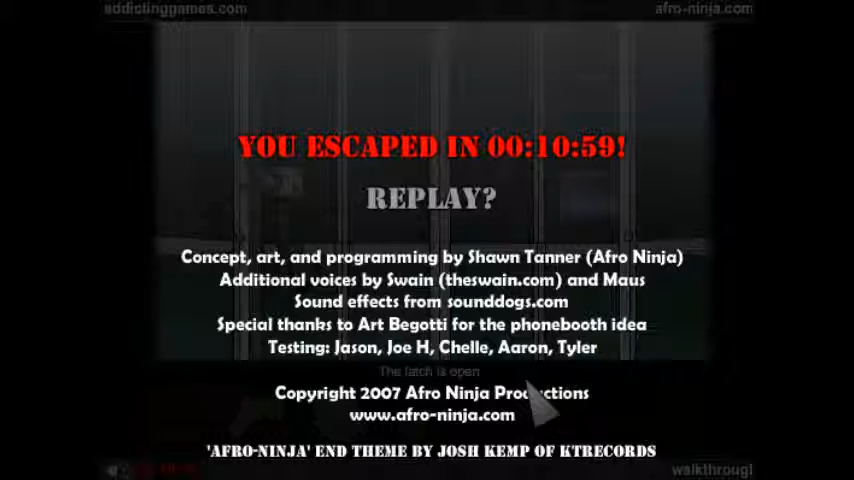 addictinggames.com
afro-ninja.com
YOU ESCAPED IN 00:10:59!
REPLAY?
Concept, art, and programming by Shawn Tanner (Afro Ninja)
Additional voices by Swain (theswain.com) and Maus
Sound effects from sounddogs.com
Special thanks to Art Begotti for the phonebooth idea
Testing: Jason, Joe H, Chelle, Aaron, Tyler
The latch is open
Copyright 2007 Afro Ninja Productions
www.afro-ninja.com
'AFRO-NINJA' END THEME BY JOSH KEMP OF KTRECORDS
walkthrough